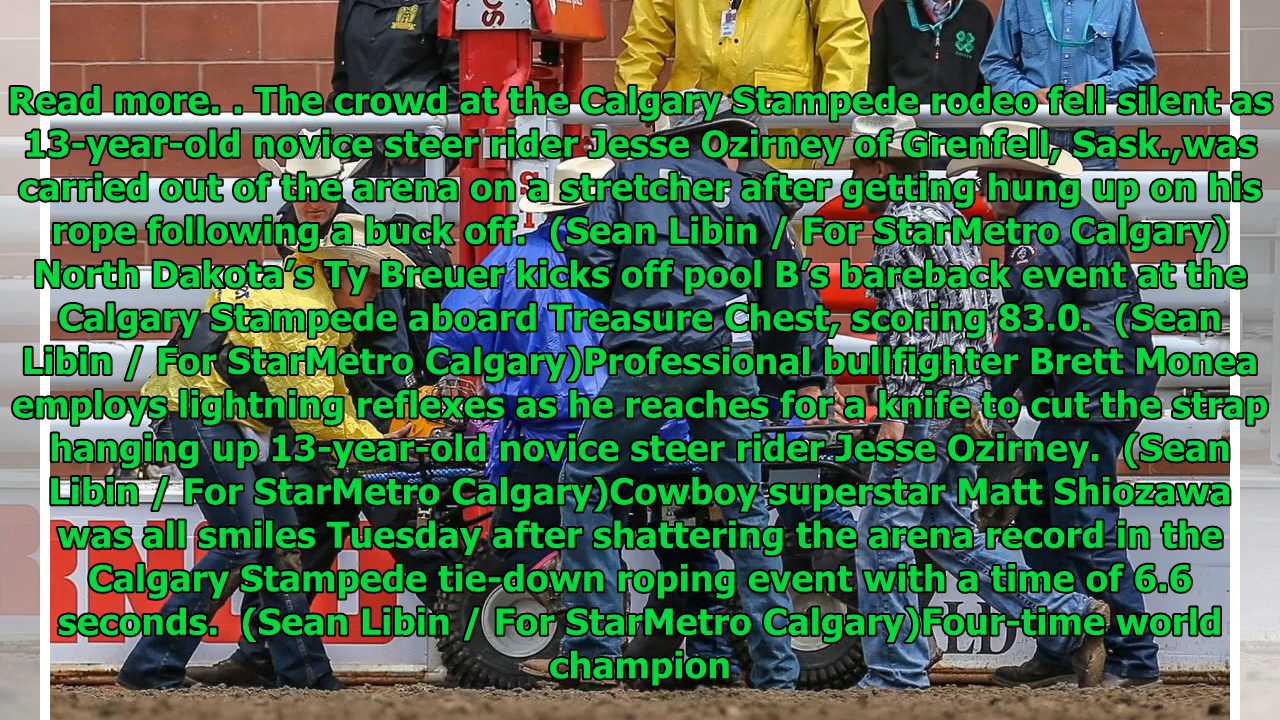 Read more. . The crowd at the Calgary Stampede rodeo fell silent as
13-year-old novice steer rider Jesse Ozirney of Grenfell, Sask.,was
carried out of the arena on a stretcher after getting hung up on his
rope following a buck off.  (Sean Libin / For StarMetro Calgary)
North Dakota’s Ty Breuer kicks off pool B’s bareback event at the
Calgary Stampede aboard Treasure Chest, scoring 83.0.  (Sean
Libin / For StarMetro Calgary)Professional bullfighter Brett Monea
employs lightning reflexes as he reaches for a knife to cut the strap
hanging up 13-year-old novice steer rider Jesse Ozirney.  (Sean
Libin / For StarMetro Calgary)Cowboy superstar Matt Shiozawa
was all smiles Tuesday after shattering the arena record in the
Calgary Stampede tie-down roping event with a time of 6.6
seconds.  (Sean Libin / For StarMetro Calgary)Four-time world
champion